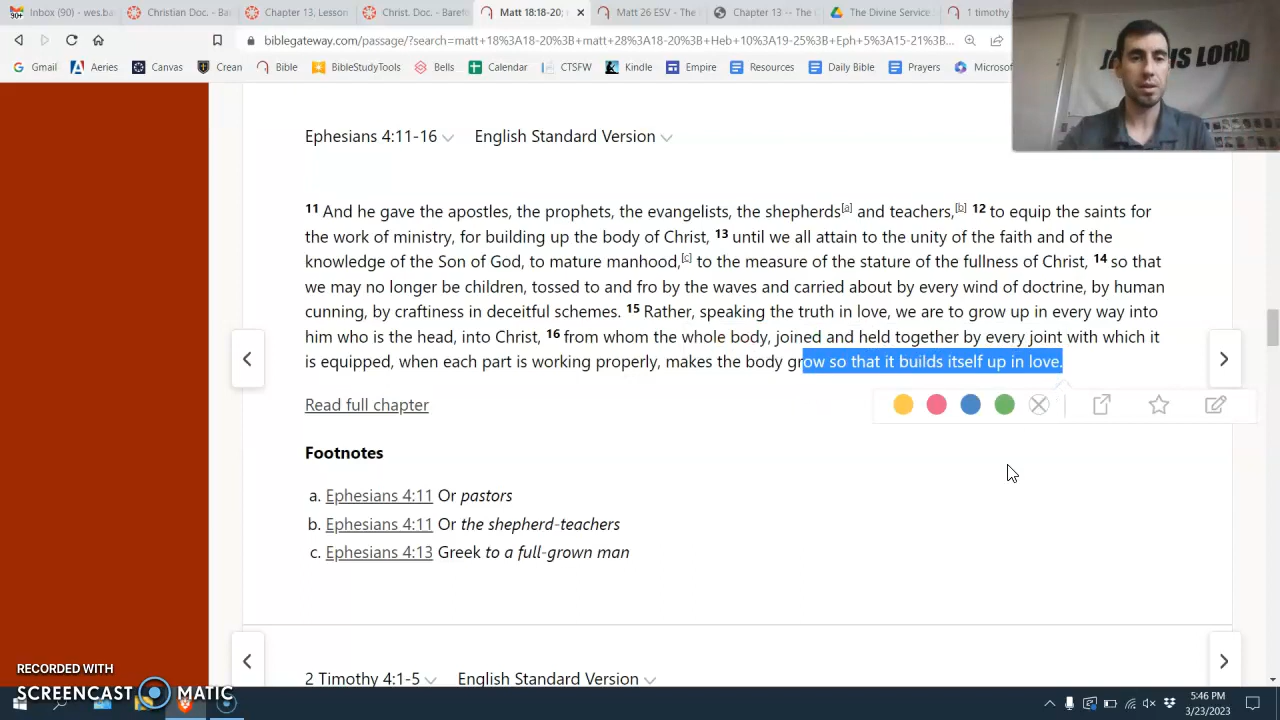 Inbox (90) - wes.ba
Christian Doc. - Baref
Chapter 13, Lesson
Christ. Doc. - Barefi
Matt 18:18-20;
Matt 26 ESV - The
Chapter 13 -- The
The Divine Service
1 timothy
biblegateway.com/passage/?search=matt+18%3A18-20%3B+matt+28%3A18-20%3B+Heb+10%3A19-25%3B+Eph+5%3A15-21%3B...
Gmail
Aeries
Canvas
Crean
Bible
BibleStudyTools
Calendar
CTSFW
Kindle
Empire
Resources
Daily Bible
Prayers
Microsof
IS LORD
Ephesians 4:11-16 English Standard Version
11 And he gave the apostles, the prophets, the evangelists, the shepherds[a] and teachers,[b] 12 to equip the saints for
the work of ministry, for building up the body of Christ, 13 until we all attain to the unity of the faith and of the
knowledge of the Son of God, to mature manhood,[c] to the measure of the stature of the fullness of Christ, 14 so that
we may no longer be children, tossed to and fro by the waves and carried about by every wind of doctrine, by human
cunning, by craftiness in deceitful schemes. 15 Rather, speaking the truth in love, we are to grow up in every way into
him who is the head, into Christ, 16 from whom the whole body, joined and held together by every joint with which it
is equipped, when each part is working properly, makes the body grow so that it builds itself up in love.
Read full chapter
Footnotes
a. Ephesians 4:11 Or pastors
b. Ephesians 4:11 Or the shepherd-teachers
c. Ephesians 4:13 Greek to a full-grown man
2 Timothy 4:1-5 English Standard Version
RECORDED WITH
SCREENCAST MATIC
5:46 PM
3/23/2023